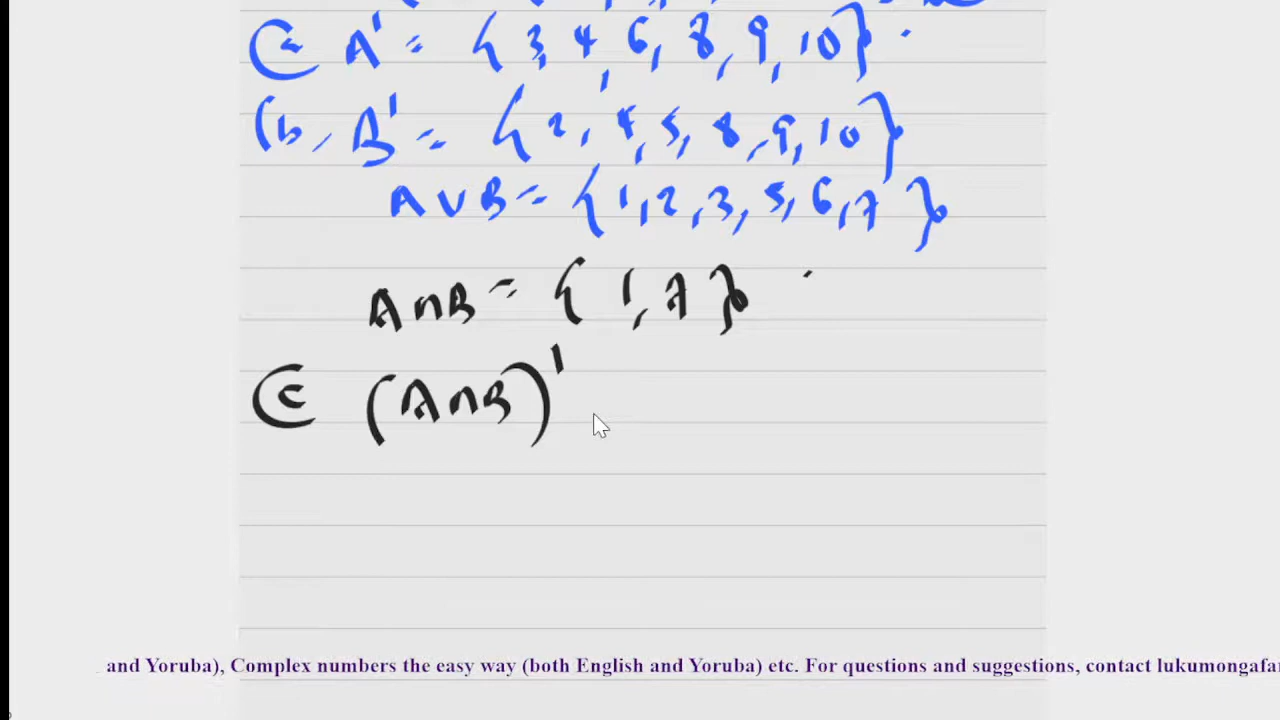 (c A' = {3, 4, 6, 8, 9, 10}.
(b, B' = {2, 4, 5, 8, 9, 10}
A∪B = {1, 2, 3, 5, 6, 7}
A∩B = {1, 7}
(c (A∩B)'
and Yoruba), Complex numbers the easy way (both English and Yoruba) etc. For questions and suggestions, contact lukumongafar